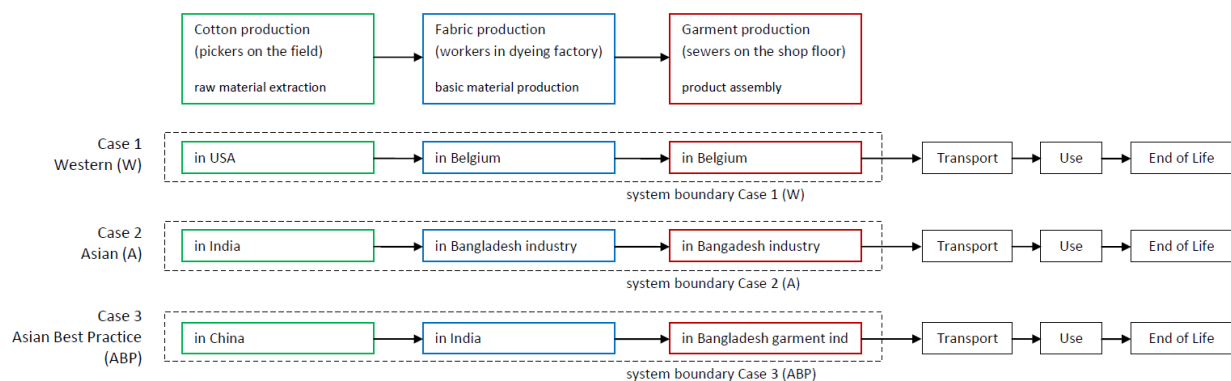 Cotton production
(pickers on the field)
raw material extraction
Fabric production
(workers in dyeing factory)
basic material production
Garment production
(sewers on the shop floor)
product assembly
Case 1
Western (W)
in USA
in Belgium
in Belgium
Transport
Use
End of Life
system boundary Case 1 (W)
Case 2
Asian (A)
in India
in Bangladesh industry
in Bangadesh industry
Transport
Use
End of Life
system boundary Case 2 (A)
Case 3
Asian Best Practice
(ABP)
in China
in India
in Bangladesh garment ind
Transport
Use
End of Life
system boundary Case 3 (ABP)